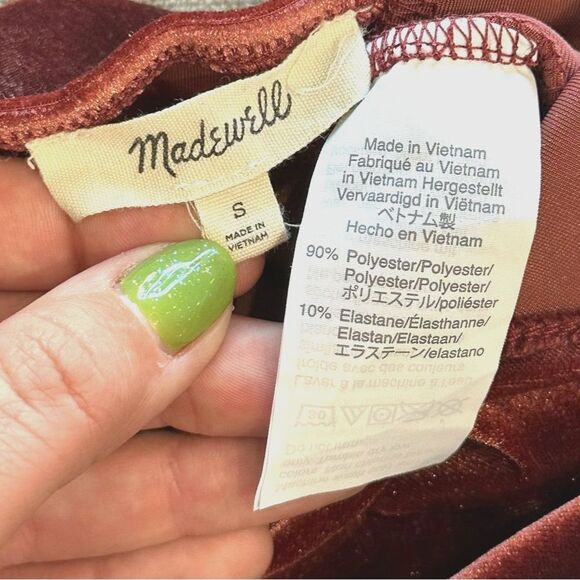 Madewell
S
MADE IN
VIETNAM
Made in Vietnam
Fabriqué au Vietnam
in Vietnam Hergestellt
Vervaardigd in Viëtnam
ベトナム製
Hecho en Vietnam
90% Polyester/Polyester/
Polyester/Polyester/
ポリエステル/poliéster
10% Elastane/Élasthanne/
Elastan/Elastaan/
エラステーン/elastano